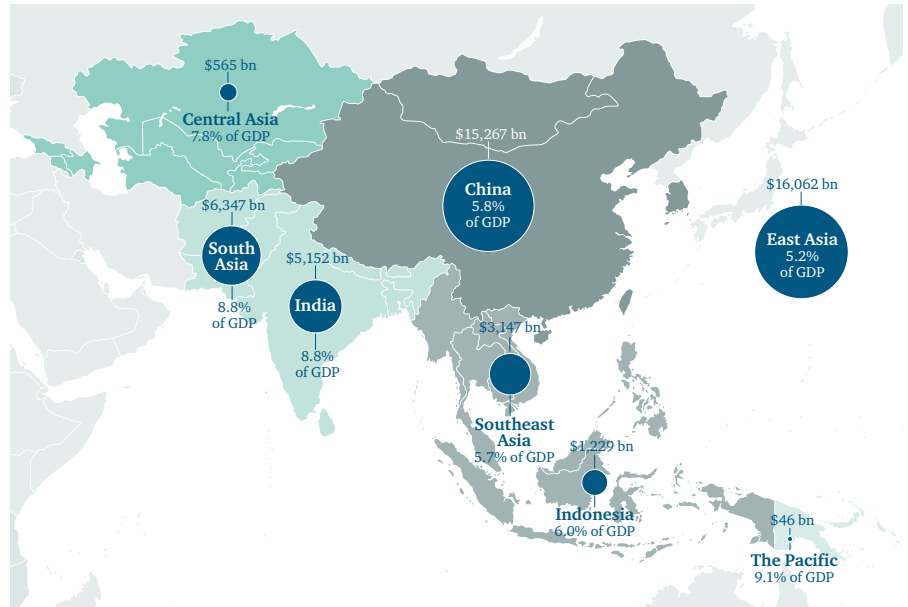 $565 bn
Central Asia
7.8% of GDP
$15,267 bn
China
5.8%
of GDP
$16,062 bn
East Asia
5.2%
of GDP
$6,347 bn
South
Asia
8.8%
of GDP
$5,152 bn
India
8.8%
of GDP
$3,147 bn
Southeast
Asia
5.7% of GDP
$1,229 bn
Indonesia
6.0% of GDP
$46 bn
The Pacific
9.1% of GDP